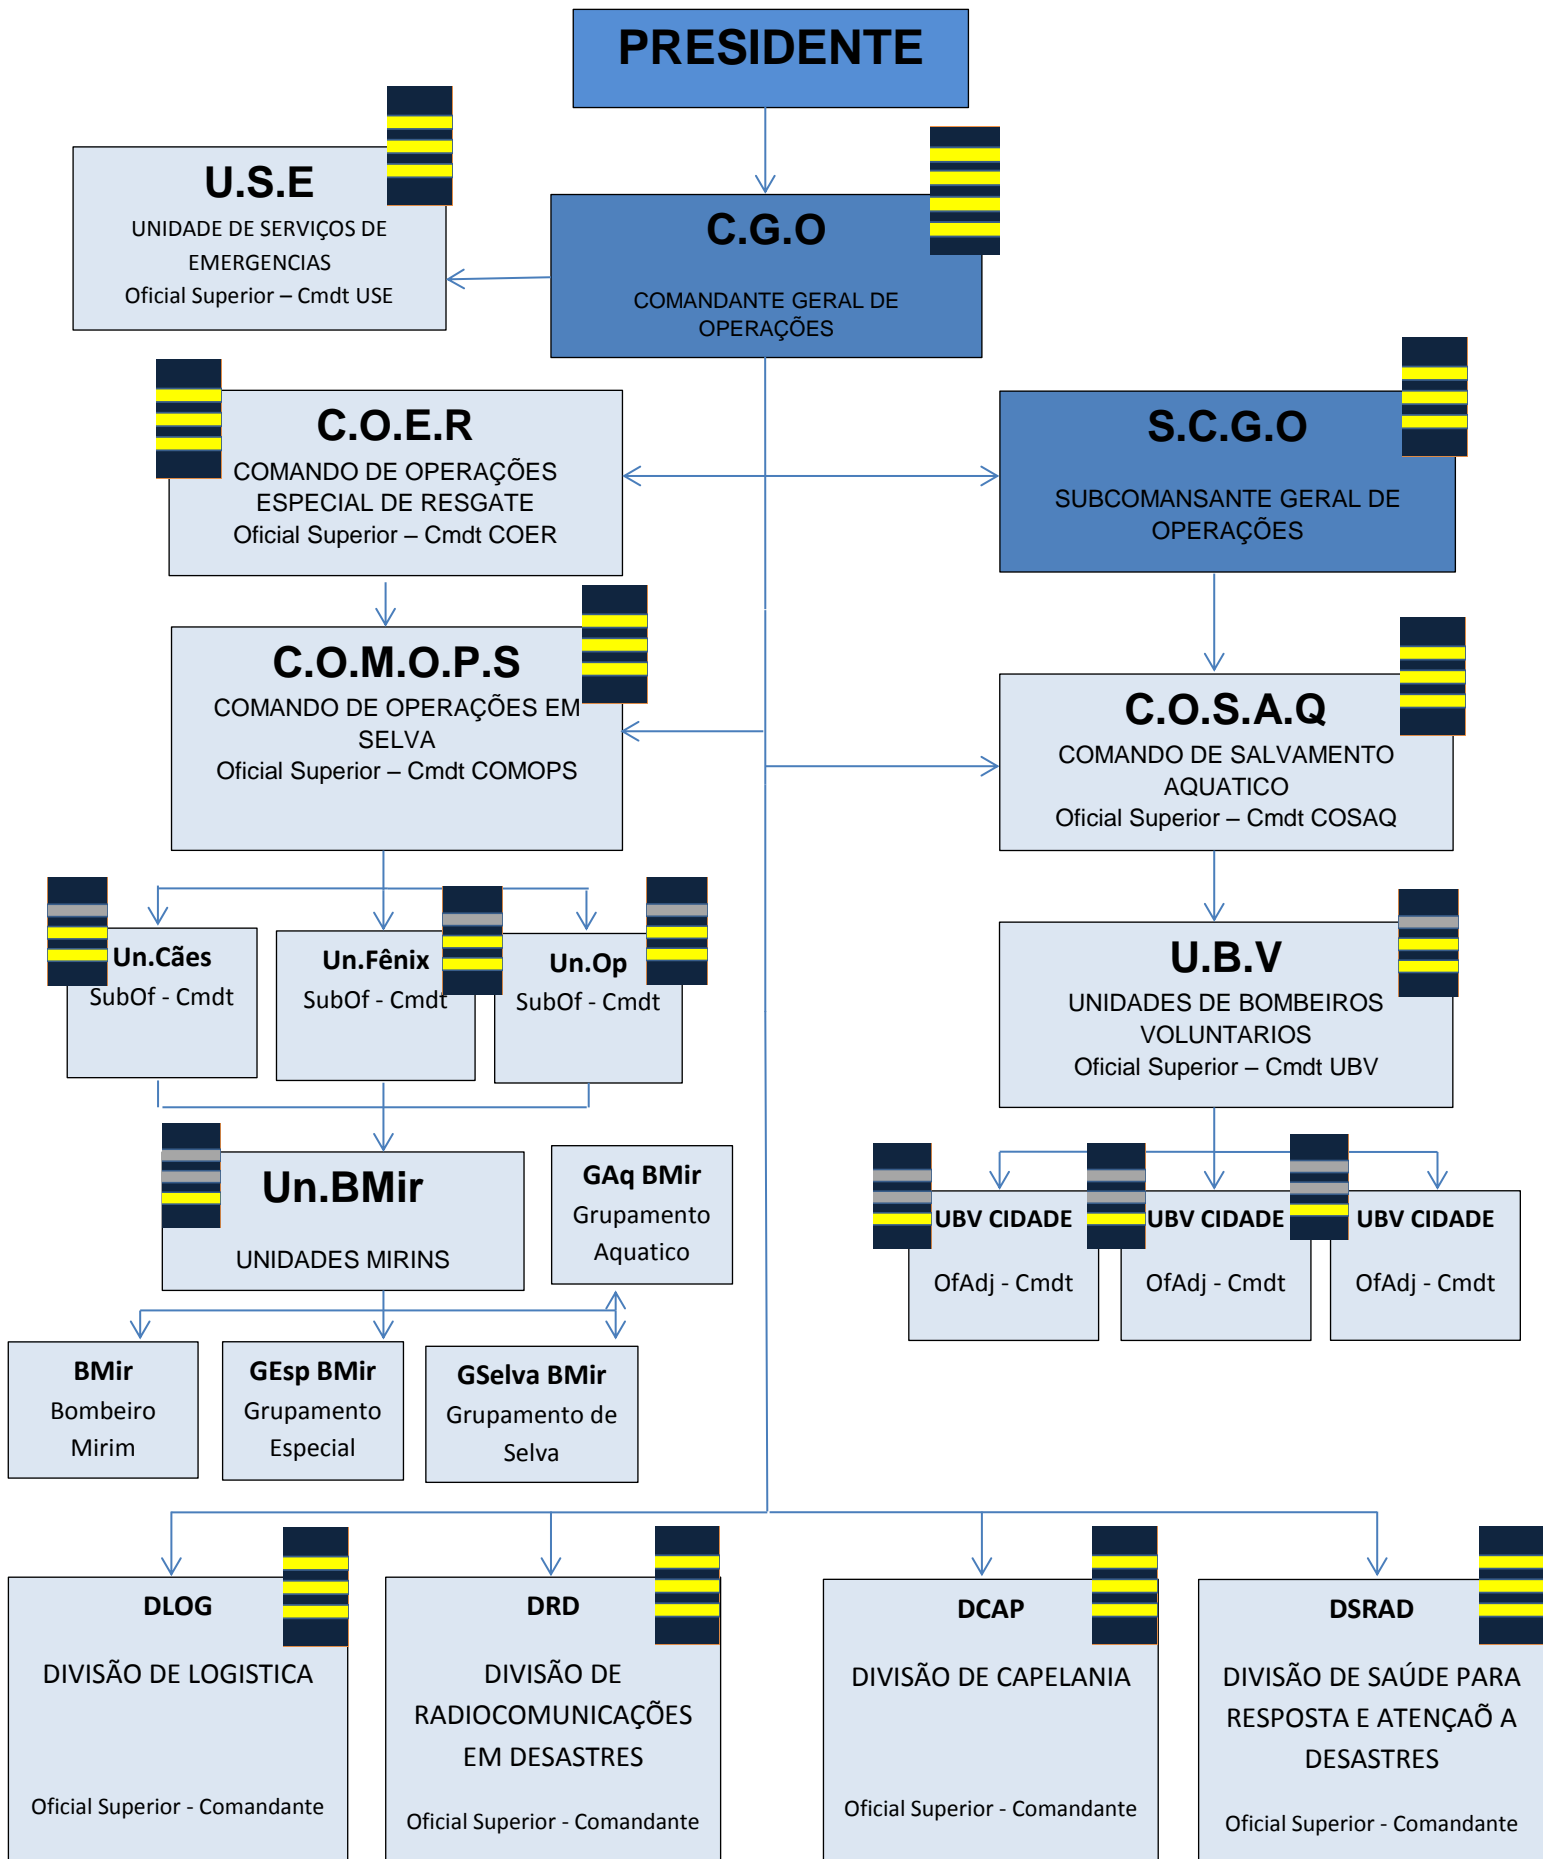 PRESIDENTE
U.S.E
UNIDADE DE SERVIÇOS DE
EMERGENCIAS
Oficial Superior – Cmdt USE
C.G.O
COMANDANTE GERAL DE
OPERAÇÕES
C.O.E.R
COMANDO DE OPERAÇÕES
ESPECIAL DE RESGATE
Oficial Superior – Cmdt COER
S.C.G.O
SUBCOMANSANTE GERAL DE
OPERAÇÕES
C.O.M.O.P.S
COMANDO DE OPERAÇÕES EM
SELVA
Oficial Superior – Cmdt COMOPS
C.O.S.A.Q
COMANDO DE SALVAMENTO
AQUATICO
Oficial Superior – Cmdt COSAQ
Un.Cães
SubOf - Cmdt
Un.Fênix
SubOf - Cmdt
Un.Op
SubOf - Cmdt
U.B.V
UNIDADES DE BOMBEIROS
VOLUNTARIOS
Oficial Superior – Cmdt UBV
Un.BMir
UNIDADES MIRINS
GAq BMir
Grupamento
Aquatico
UBV CIDADE
OfAdj - Cmdt
UBV CIDADE
OfAdj - Cmdt
UBV CIDADE
OfAdj - Cmdt
BMir
Bombeiro
Mirim
GEsp BMir
Grupamento
Especial
GSelva BMir
Grupamento de
Selva
DLOG
DIVISÃO DE LOGISTICA
Oficial Superior - Comandante
DRD
DIVISÃO DE
RADIOCOMUNICAÇÕES
EM DESASTRES
Oficial Superior - Comandante
DCAP
DIVISÃO DE CAPELANIA
Oficial Superior - Comandante
DSRAD
DIVISÃO DE SAÚDE PARA
RESPOSTA E ATENÇAÕ A
DESASTRES
Oficial Superior - Comandante